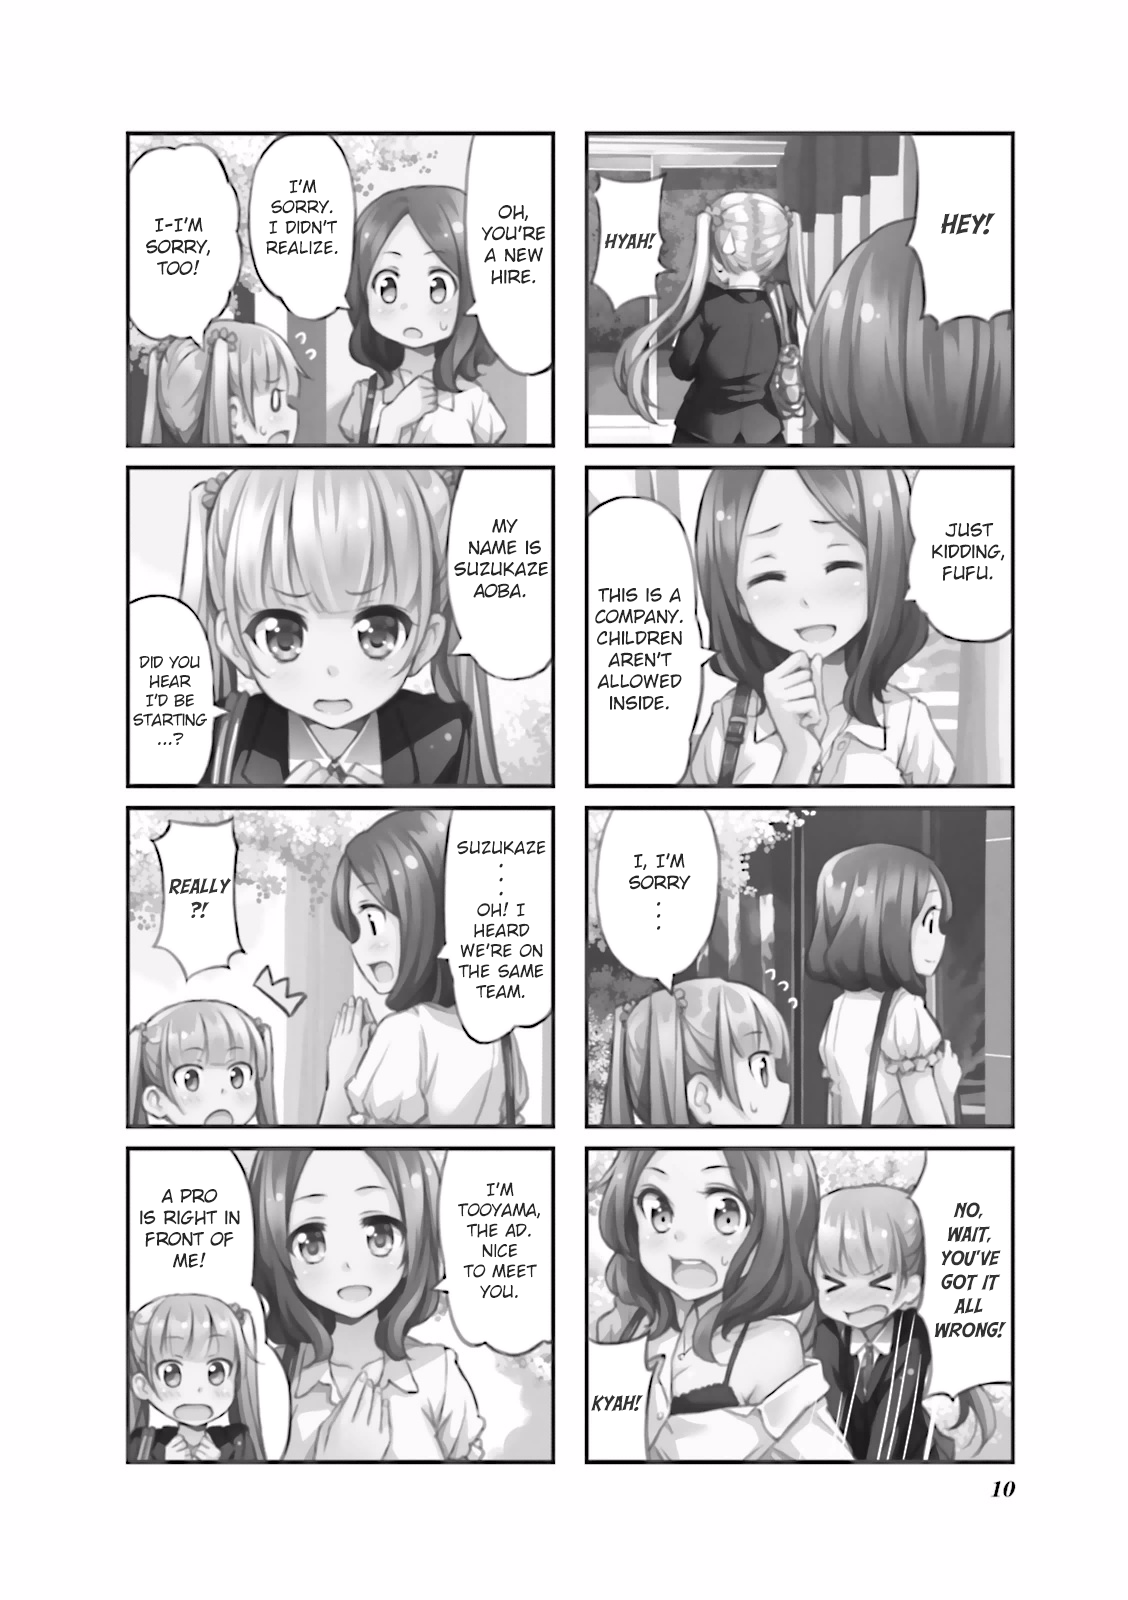 HEY!
HYAH!
JUST
KIDDING,
FUFU.
THIS IS A
COMPANY.
CHILDREN
AREN'T
ALLOWED
INSIDE.
I, I'M
SORRY
. . .
NO,
WAIT,
YOU'VE
GOT IT
ALL
WRONG!
KYAH!
OH,
YOU'RE
A NEW
HIRE.
I'M
SORRY.
I DIDN'T
REALIZE.
I-I'M
SORRY,
TOO!
MY
NAME IS
SUZUKAZE
AOBA.
DID YOU
HEAR
I'D BE
STARTING
...?
SUZUKAZE
. . .
OH! I
HEARD
WE'RE ON
THE SAME
TEAM.
REALLY
?!
I'M
TOOYAMA,
THE AD.
NICE
TO MEET
YOU.
A PRO
IS RIGHT IN
FRONT OF
ME!
10